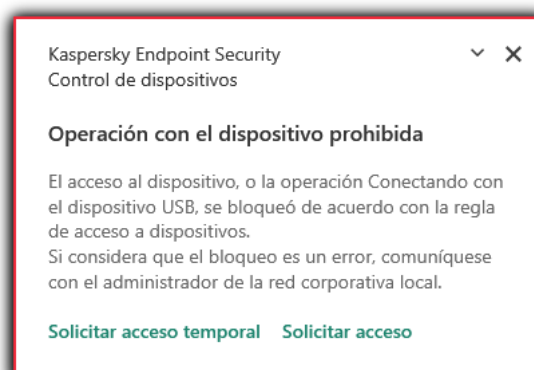 Kaspersky Endpoint Security
Control de dispositivos
Operación con el dispositivo prohibida
El acceso al dispositivo, o la operación Conectando con
el dispositivo USB, se bloqueó de acuerdo con la regla
de acceso a dispositivos.
Si considera que el bloqueo es un error, comuníquese
con el administrador de la red corporativa local.
Solicitar acceso temporal Solicitar acceso